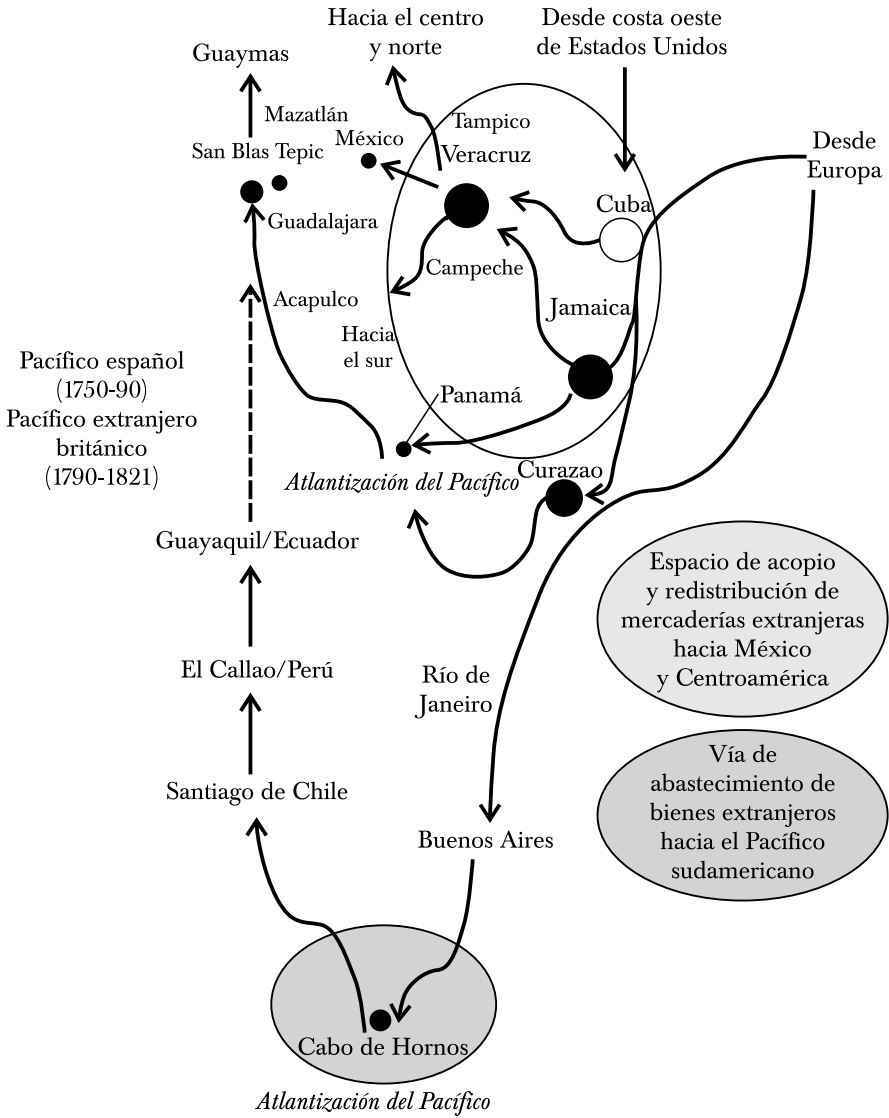 Hacia el centro
y norte
Desde costa oeste
de Estados Unidos
Guaymas
Mazatlán
Tampico
San Blas Tepic
México
Veracruz
Desde
Europa
Guadalajara
Cuba
Campeche
Acapulco
Jamaica
Hacia
el sur
Pacífico español
(1750-90)
Pacífico extranjero
británico
(1790-1821)
Panamá
Atlantización del Pacífico
Curazao
Guayaquil/Ecuador
Espacio de acopio
y redistribución de
mercaderías extranjeras
hacia México
y Centroamérica
El Callao/Perú
Río de
Janeiro
Vía de
abastecimiento de
bienes extranjeros
hacia el Pacífico
sudamericano
Santiago de Chile
Buenos Aires
Cabo de Hornos
Atlantización del Pacífico